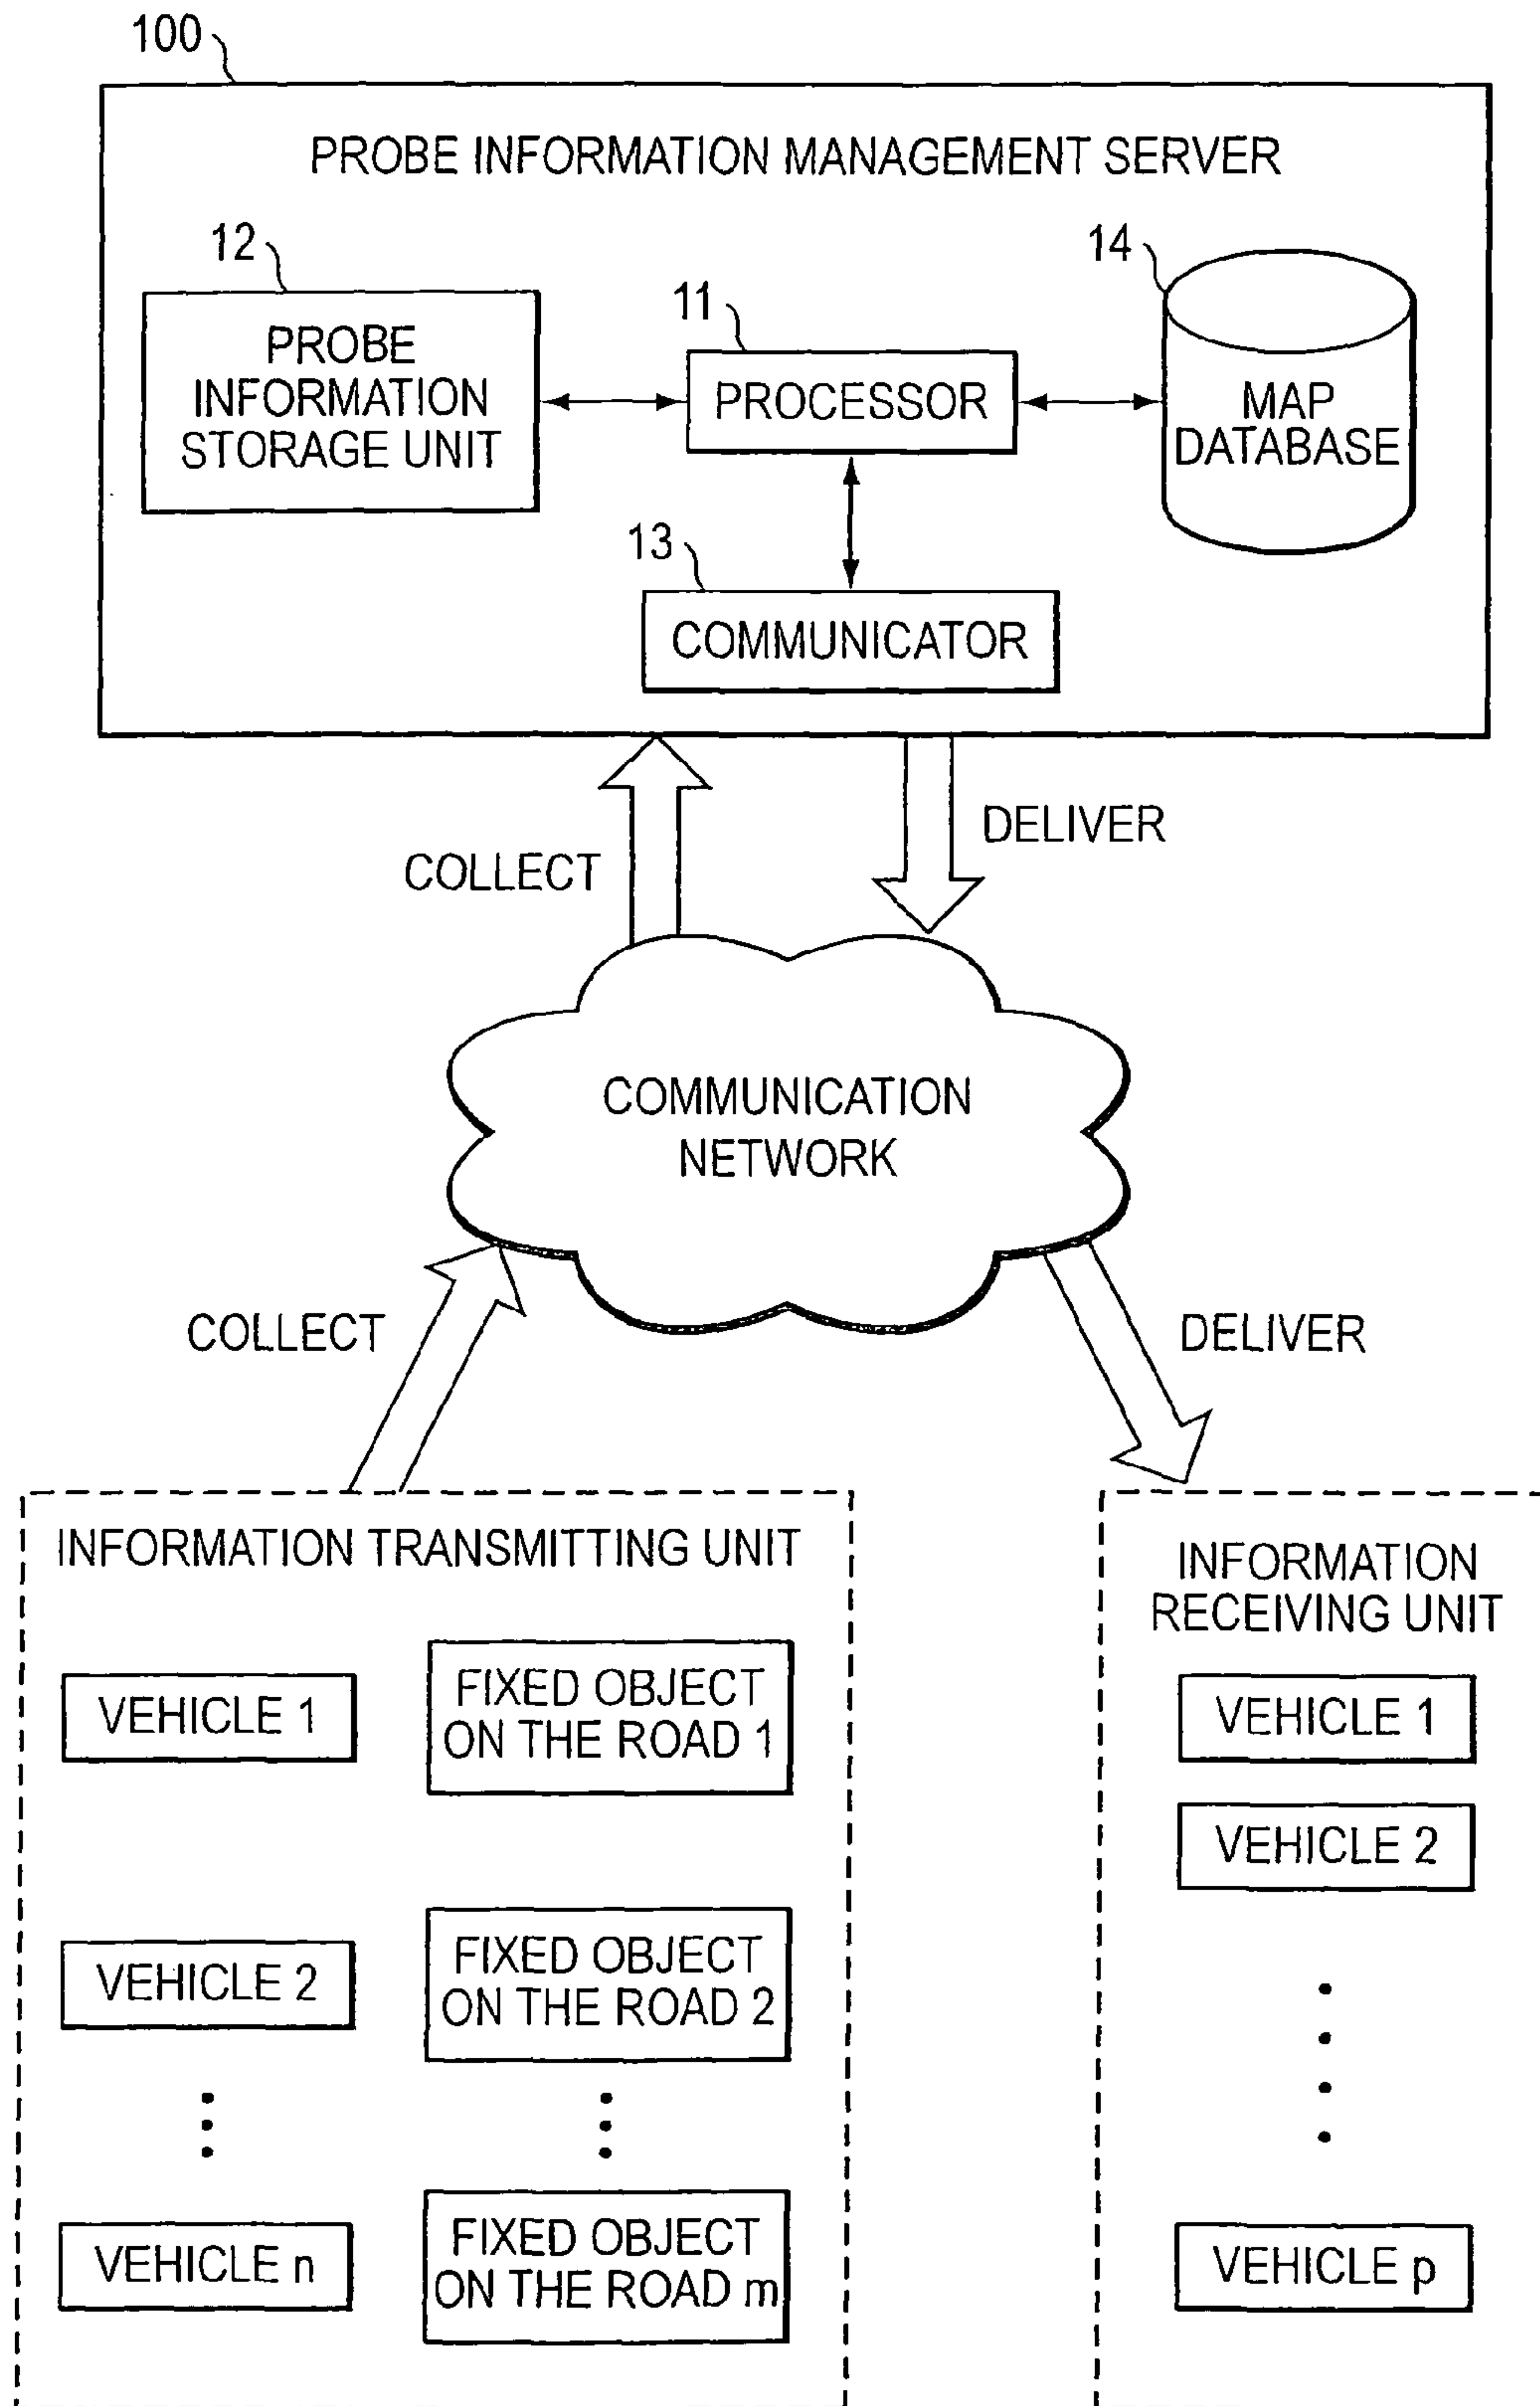 100
PROBE INFORMATION MANAGEMENT SERVER
12
14
11
PROBE
INFORMATION
STORAGE UNIT
PROCESSOR
MAP
DATABASE
13
COMMUNICATOR
DELIVER
COLLECT
COMMUNICATION
NETWORK
COLLECT
DELIVER
INFORMATION TRANSMITTING UNIT
VEHICLE 1
FIXED OBJECT
ON THE ROAD 1
VEHICLE 2
FIXED OBJECT
ON THE ROAD 2
VEHICLE n
FIXED OBJECT
ON THE ROAD m
INFORMATION
RECEIVING UNIT
VEHICLE 1
VEHICLE 2
VEHICLE p